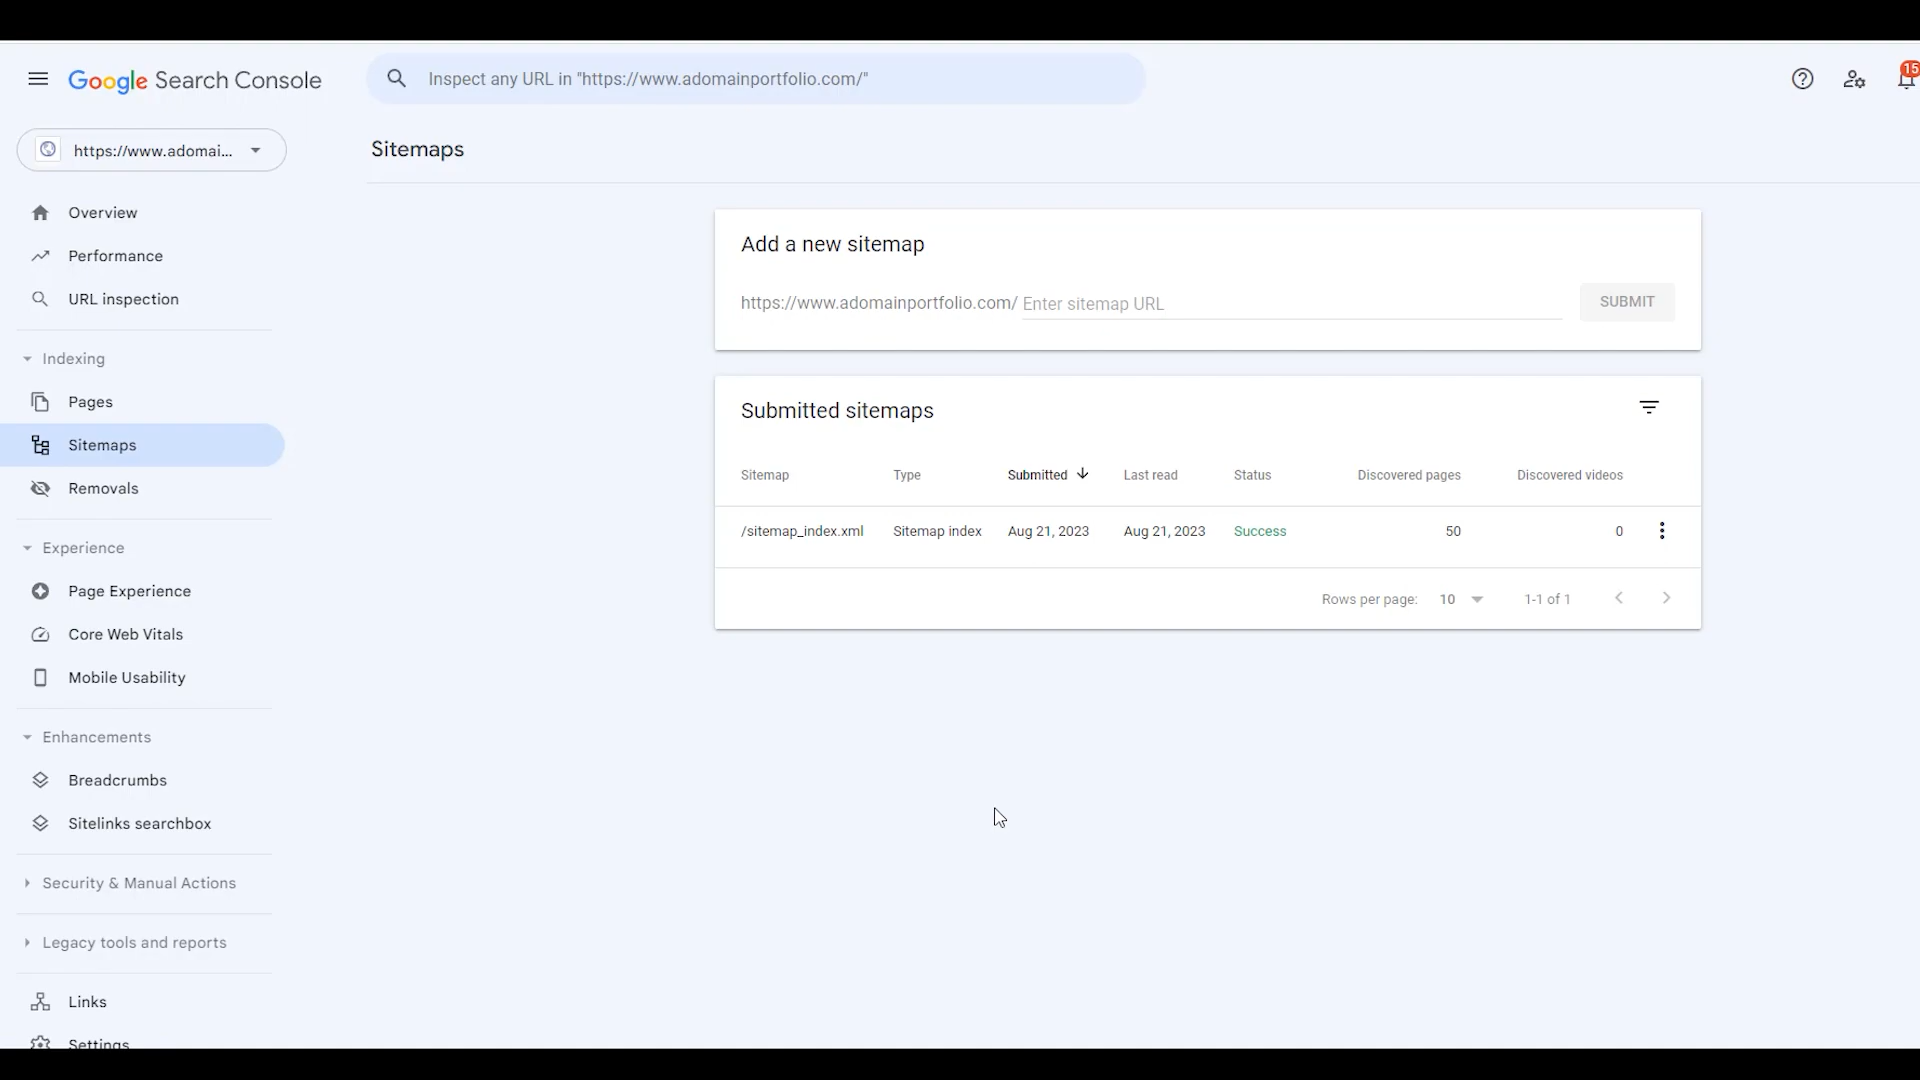 Google Search Console
Inspect any URL in "https://www.adomainportfolio.com/"
15
https://www.adomai...
Sitemaps
Overview
Performance
URL inspection
Indexing
Pages
Sitemaps
Removals
Experience
Page Experience
Core Web Vitals
Mobile Usability
Enhancements
Breadcrumbs
Sitelinks searchbox
Security & Manual Actions
Legacy tools and reports
Links
Settings
Add a new sitemap
https://www.adomainportfolio.com/ Enter sitemap URL
SUBMIT
Submitted sitemaps
Sitemap Type Submitted Last read Status Discovered pages Discovered videos
/sitemap_index.xml Sitemap index Aug 21, 2023 Aug 21, 2023 Success 50 0
Rows per page: 10 1-1 of 1